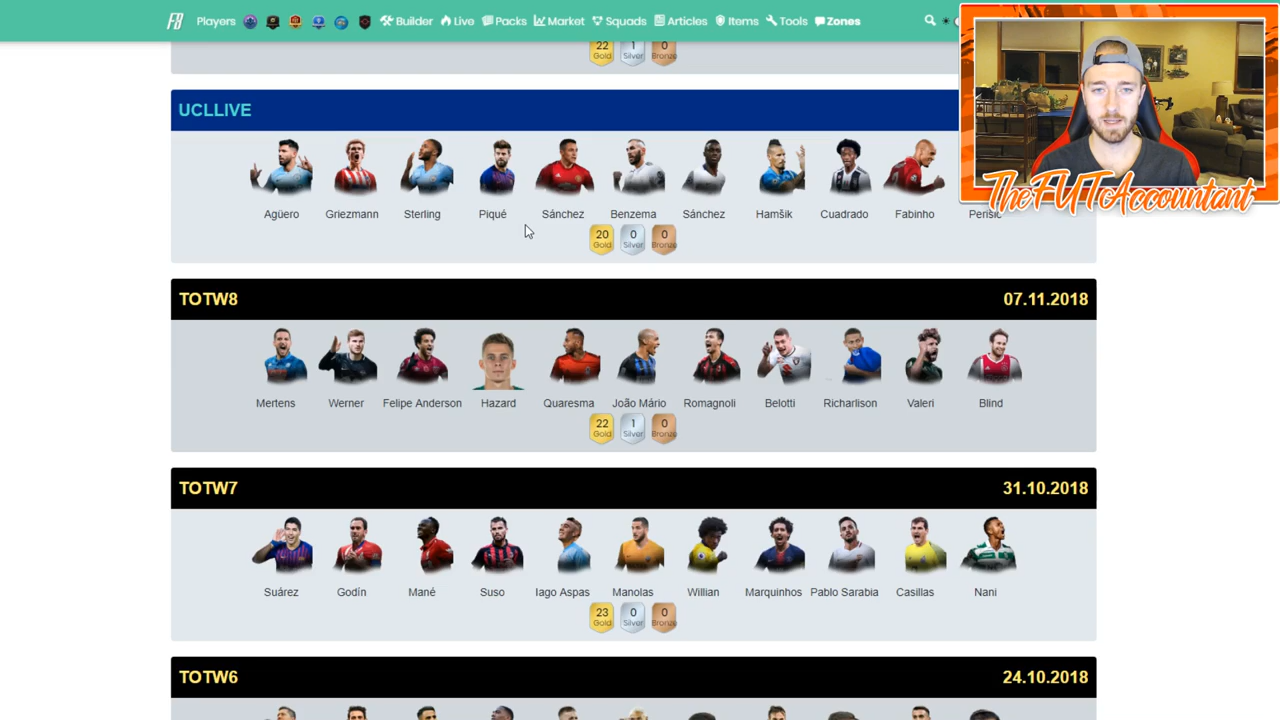 F8 Players Builder Live Packs Market Squads Articles Items Tools Zones
22 Gold 1 Silver 0 Bronze
TheFUTAccountant
UCLLIVE
Agüero Griezmann Sterling Piqué Sánchez Benzema Sánchez Hamšik Cuadrado Fabinho Perišić
20 Gold 0 Silver 0 Bronze
TOTW8 07.11.2018
Mertens Werner Felipe Anderson Hazard Quaresma João Mário Romagnoli Belotti Richarlison Valeri Blind
22 Gold 1 Silver 0 Bronze
TOTW7 31.10.2018
Suárez Godín Mané Suso Iago Aspas Manolas Willian Marquinhos Pablo Sarabia Casillas Nani
23 Gold 0 Silver 0 Bronze
TOTW6 24.10.2018